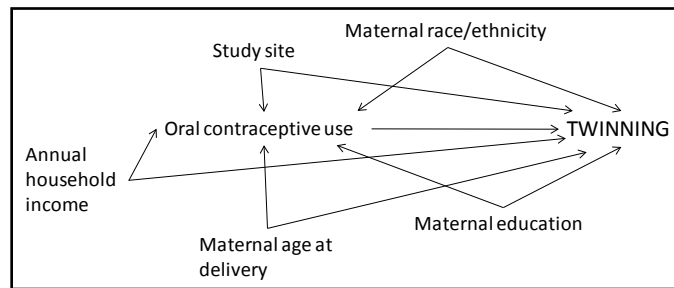 Maternal race/ethnicity
Study site
Oral contraceptive use
TWINNING
Annual
household
income
Maternal education
Maternal age at
delivery